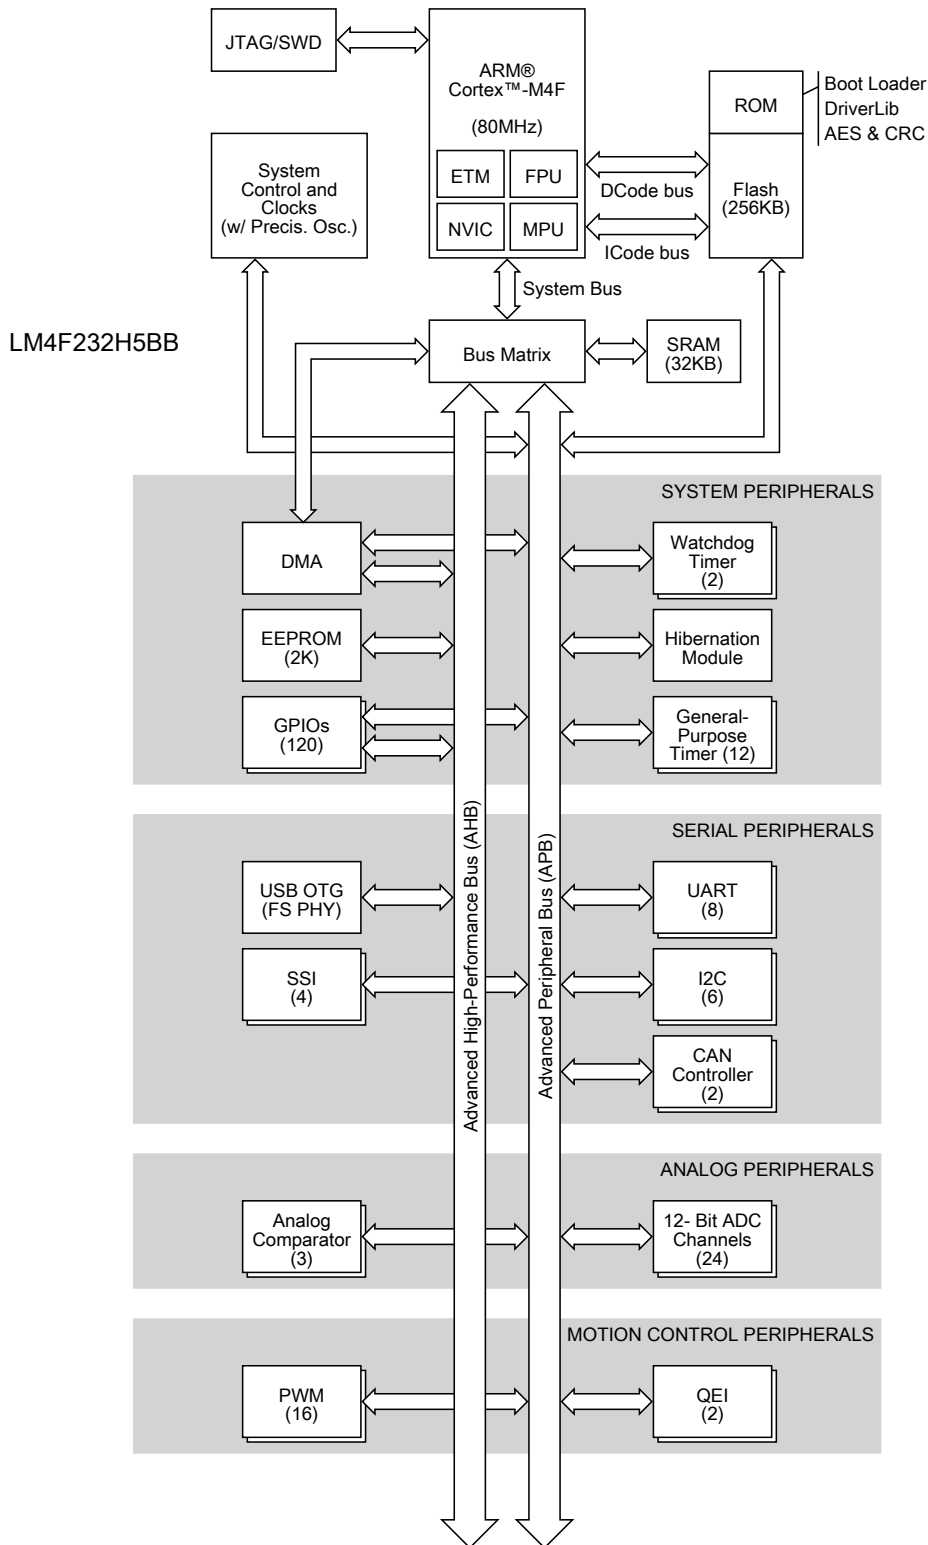 JTAG/SWD
ARM®
Cortex™-M4F
(80MHz)
ETM
FPU
NVIC
MPU
ROM
Boot Loader
DriverLib
AES & CRC
Flash
(256KB)
DCode bus
ICode bus
System
Control and
Clocks
(w/ Precis. Osc.)
System Bus
LM4F232H5BB
Bus Matrix
SRAM
(32KB)
SYSTEM PERIPHERALS
DMA
Watchdog
Timer
(2)
EEPROM
(2K)
Hibernation
Module
GPIOs
(120)
General-
Purpose
Timer (12)
Advanced High-Performance Bus (AHB)
Advanced Peripheral Bus (APB)
SERIAL PERIPHERALS
USB OTG
(FS PHY)
UART
(8)
SSI
(4)
I2C
(6)
CAN
Controller
(2)
ANALOG PERIPHERALS
Analog
Comparator
(3)
12- Bit ADC
Channels
(24)
MOTION CONTROL PERIPHERALS
PWM
(16)
QEI
(2)